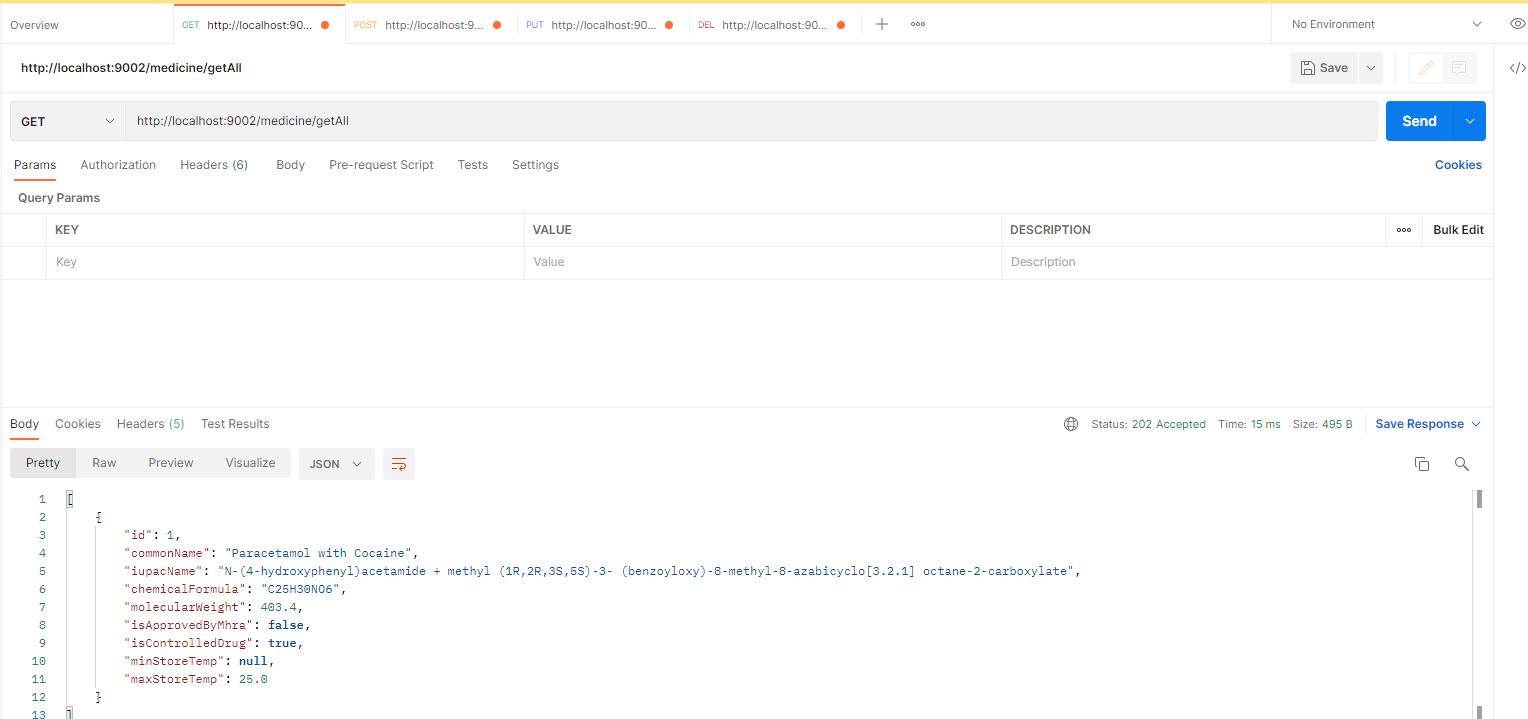 Overview
GET http://localhost:90...
POST http://localhost:9...
PUT http://localhost:90...
DEL http://localhost:90...
No Environment
http://localhost:9002/medicine/getAll
Save
GET
http://localhost:9002/medicine/getAll
Send
Params Authorization Headers (6) Body Pre-request Script Tests Settings Cookies
Query Params
KEY VALUE DESCRIPTION Bulk Edit
Key Value Description
Body Cookies Headers (5) Test Results Status: 202 Accepted Time: 15 ms Size: 495 B Save Response
Pretty Raw Preview Visualize JSON
1 [
2 {
3 "id": 1,
4 "commonName": "Paracetamol with Cocaine",
5 "iupacName": "N-(4-hydroxyphenyl)acetamide + methyl (1R,2R,3S,5S)-3- (benzoyloxy)-8-methyl-8-azabicyclo[3.2.1] octane-2-carboxylate",
6 "chemicalFormula": "C25H30NO6",
7 "molecularWeight": 403.4,
8 "isApprovedByMhra": false,
9 "isControlledDrug": true,
10 "minStoreTemp": null,
11 "maxStoreTemp": 25.0
12 }
13 ]